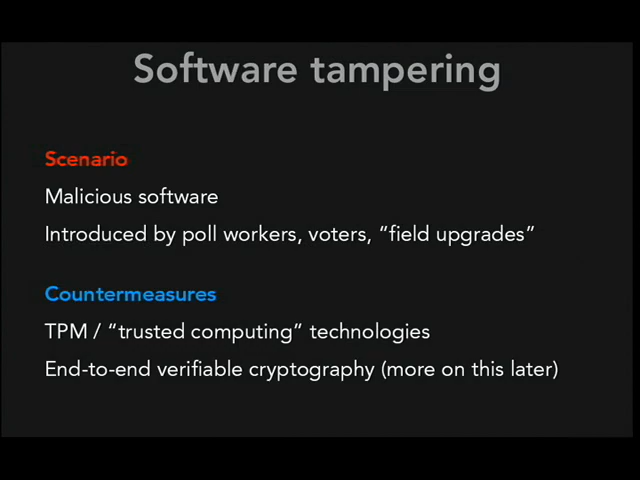 Software tampering
Scenario
Malicious software
Introduced by poll workers, voters, “field upgrades”
Countermeasures
TPM / “trusted computing” technologies
End-to-end verifiable cryptography (more on this later)